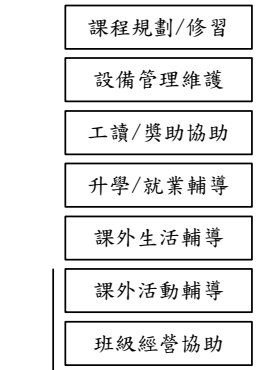 課程規劃/修習
設備管理維護
工讀/獎助協助
升學/就業輔導
課外生活輔導
課外活動輔導
班級經營協助